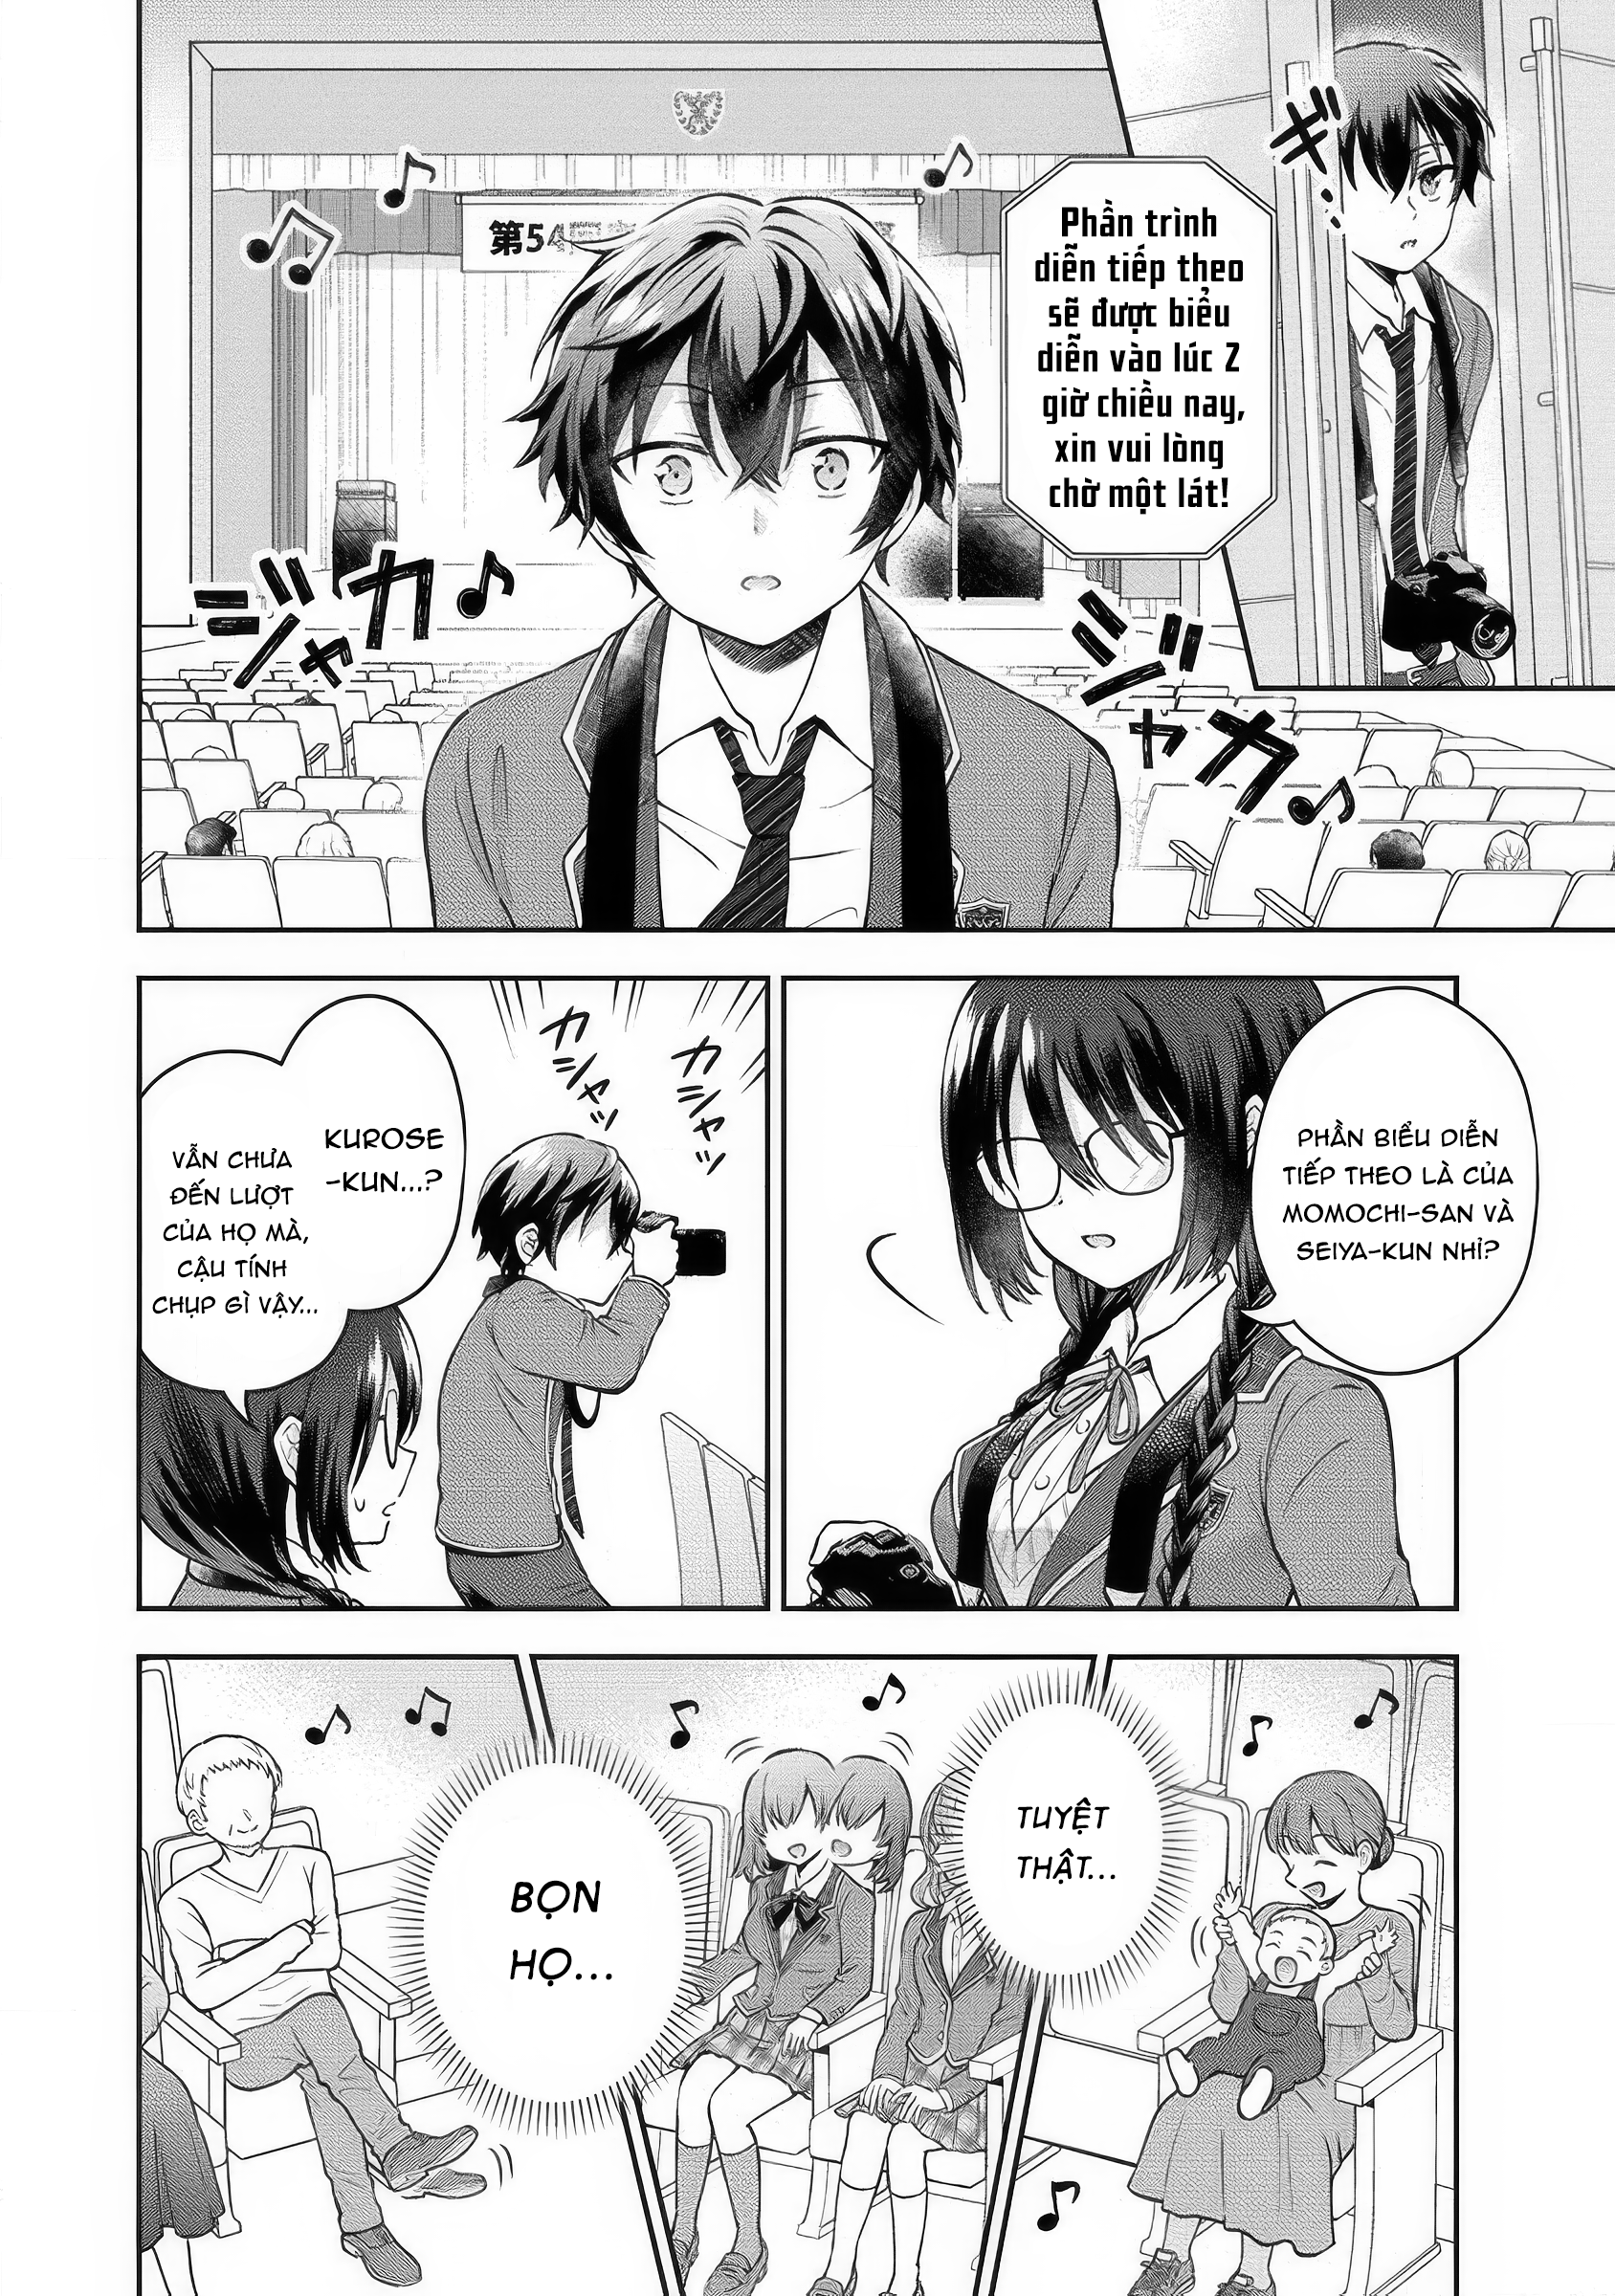 ギィ
Phần trình
diễn tiếp theo
sẽ được biểu
diễn vào lúc 2
giờ chiều nay,
xin vui lòng
chờ một lát!
第54回
ジャカ
ジャカ
PHẦN BIỂU DIỄN
TIẾP THEO LÀ CỦA
MOMOCHI-SAN VÀ
SEIYA-KUN NHỈ?
カシャッ
カシャッ
KUROSE
-KUN...?
VẪN CHƯA
ĐẾN LƯỢT
CỦA HỌ MÀ,
CẬU TÍNH
CHỤP GÌ VẬY...
TUYỆT
THẬT...
BỌN
HỌ...